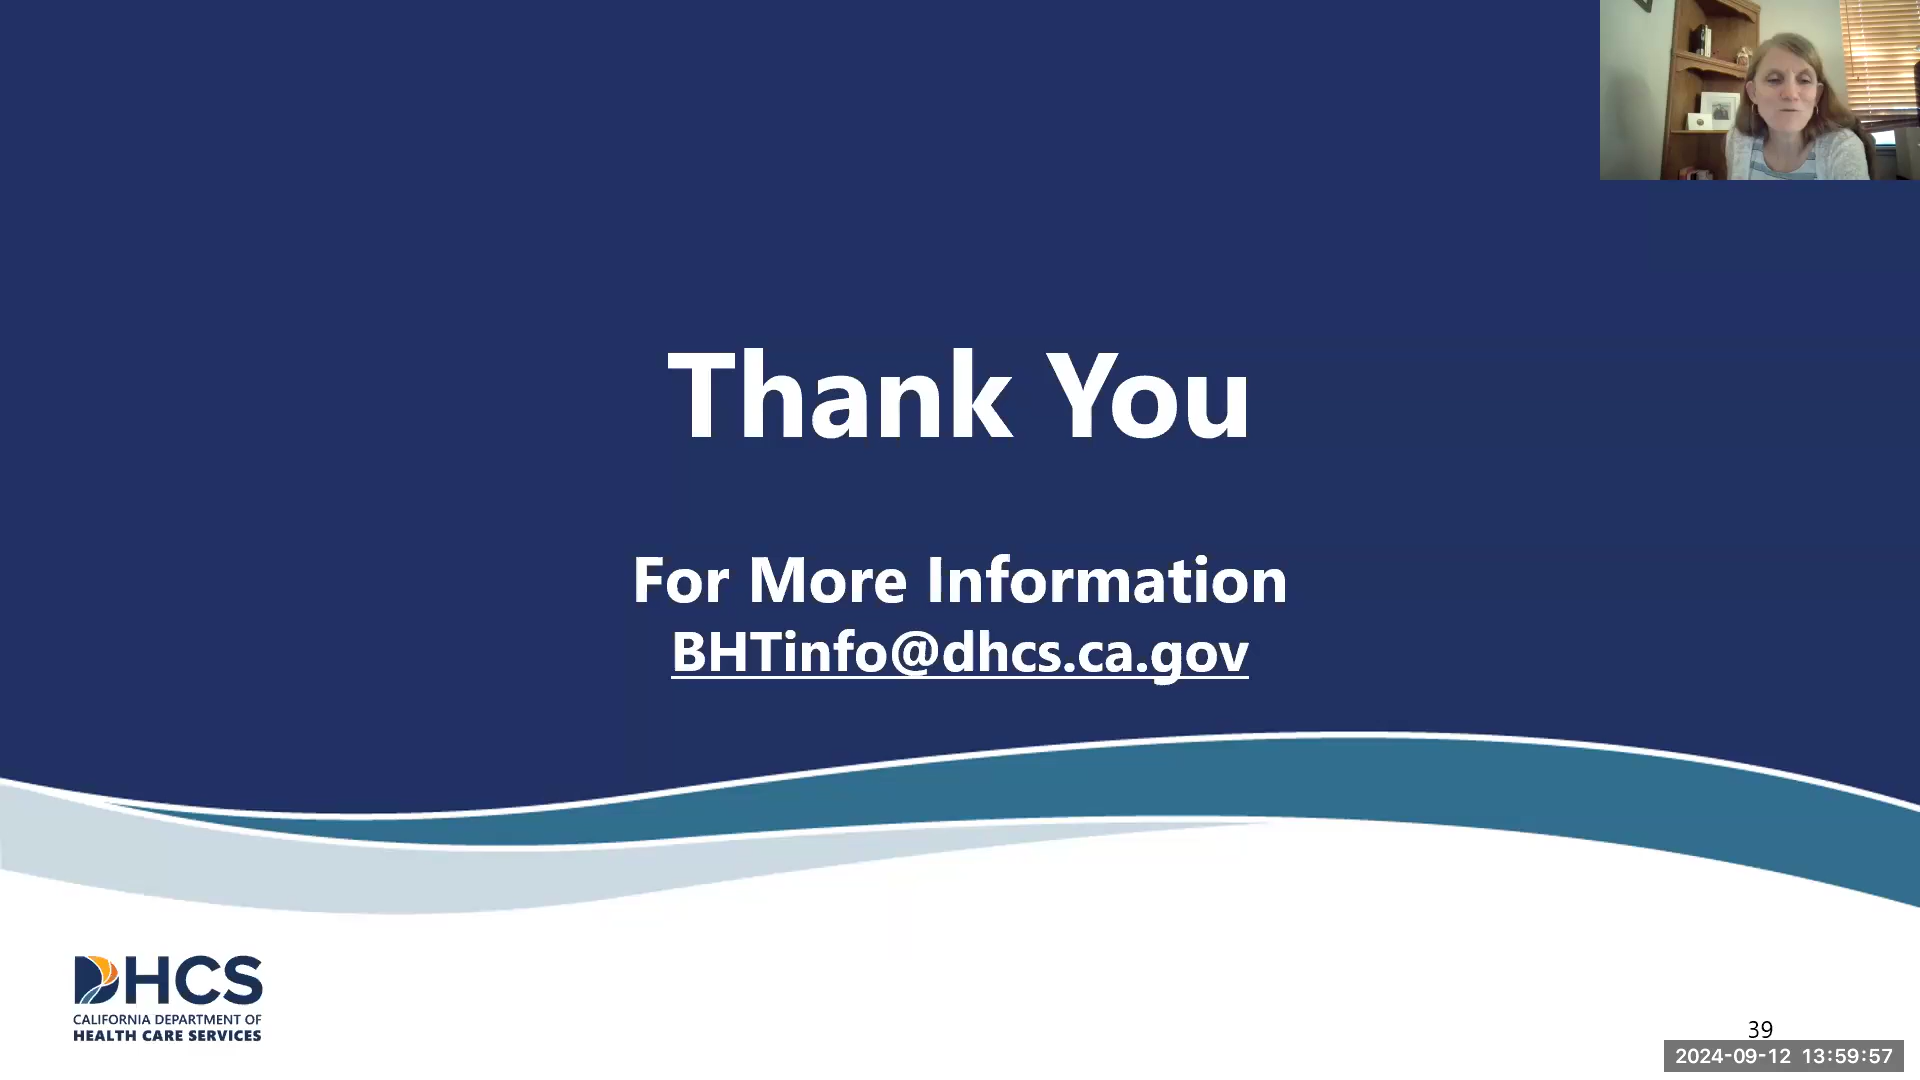 Thank You
For More Information
BHTinfo@dhcs.ca.gov
DHCS
CALIFORNIA DEPARTMENT OF
HEALTH CARE SERVICES
39
2024-09-12 13:59:57